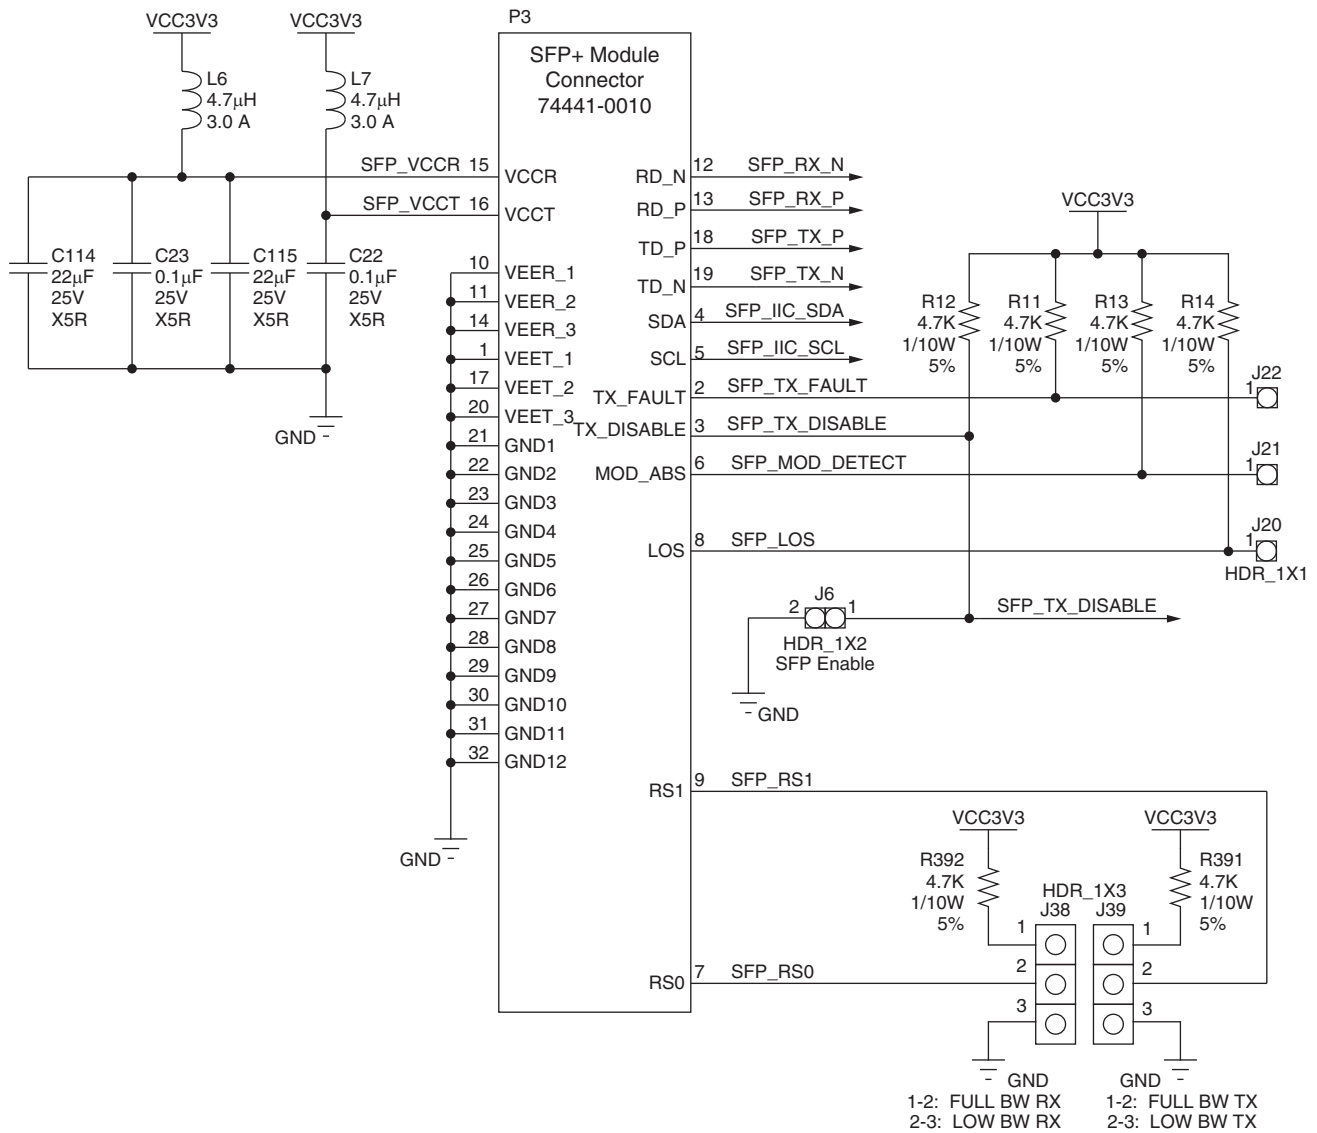 P3
SFP+ Module
Connector
74441-0010
VCC3V3
L6
4.7μH
3.0 A
VCC3V3
L7
4.7μH
3.0 A
SFP_VCCR 15 VCCR
SFP_VCCT 16 VCCT
C114
22μF
25V
X5R
C23
0.1μF
25V
X5R
C115
22μF
25V
X5R
C22
0.1μF
25V
X5R
GND
10 VEER_1
11 VEER_2
14 VEER_3
1 VEET_1
17 VEET_2
20 VEET_3
21 GND1
22 GND2
23 GND3
24 GND4
25 GND5
26 GND6
27 GND7
28 GND8
29 GND9
30 GND10
31 GND11
32 GND12
GND
RD_N 12 SFP_RX_N
RD_P 13 SFP_RX_P
TD_P 18 SFP_TX_P
TD_N 19 SFP_TX_N
SDA 4 SFP_IIC_SDA
SCL 5 SFP_IIC_SCL
TX_FAULT 2 SFP_TX_FAULT
TX_DISABLE 3 SFP_TX_DISABLE
MOD_ABS 6 SFP_MOD_DETECT
LOS 8 SFP_LOS
VCC3V3
R12
4.7K
1/10W
5%
R11
4.7K
1/10W
5%
R13
4.7K
1/10W
5%
R14
4.7K
1/10W
5%
J22
1
J21
1
J20
1
HDR_1X1
J6
2 1
HDR_1X2
SFP Enable
SFP_TX_DISABLE
GND
RS1 9 SFP_RS1
RS0 7 SFP_RS0
VCC3V3
R392
4.7K
1/10W
5%
VCC3V3
R391
4.7K
1/10W
5%
HDR_1X3
J38 J39
1 1
2 2
3 3
GND GND
1-2: FULL BW RX 1-2: FULL BW TX
2-3: LOW BW RX 2-3: LOW BW TX